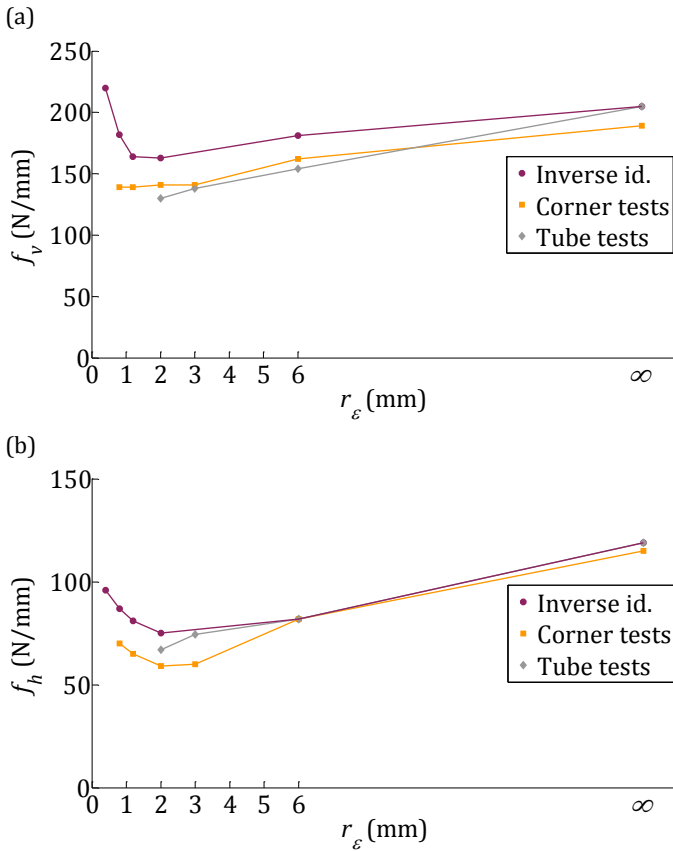 (a)
250
200
150
100
50
0
f_v (N/mm)
Inverse id.
Corner tests
Tube tests
0 1 2 3 4 5 6 ∞
r_ε (mm)
(b)
150
100
50
0
f_h (N/mm)
Inverse id.
Corner tests
Tube tests
0 1 2 3 4 5 6 ∞
r_ε (mm)